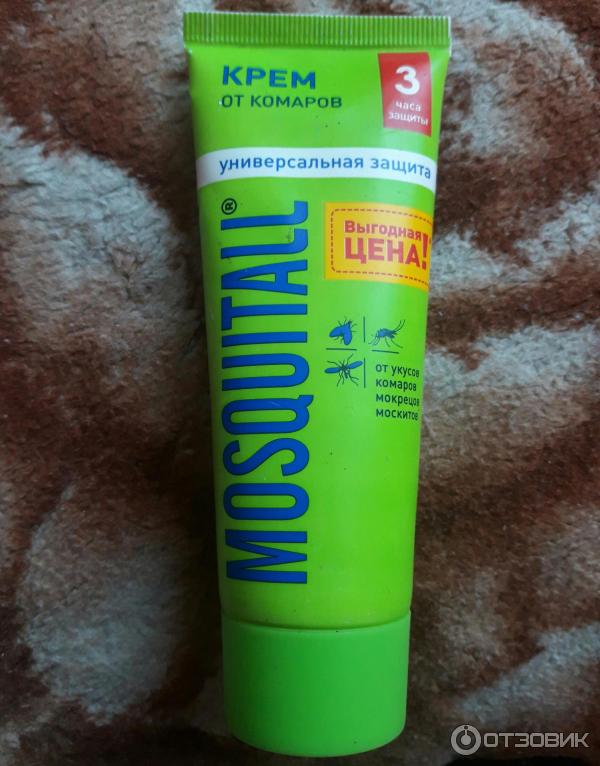 КРЕМ
ОТ КОМАРОВ
3
часа
защиты
универсальная защита
MOSQUITALL®
Выгодная
ЦЕНА!
от укусов
комаров
мокрецов
москитов
ОТЗОВИК